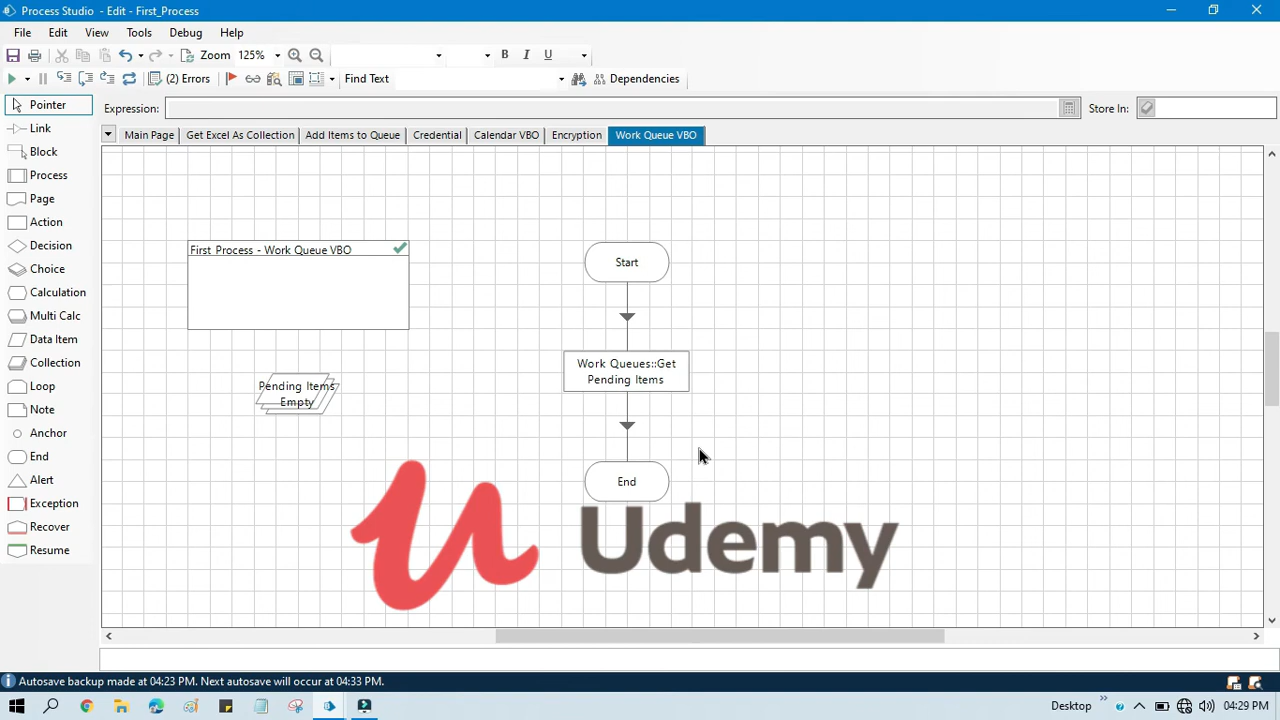 Process Studio - Edit - First_Process
File Edit View Tools Debug Help
Zoom 125% B I U
(2) Errors Find Text Dependencies
Pointer Expression: Store In:
Link Main Page Get Excel As Collection Add Items to Queue Credential Calendar VBO Encryption Work Queue VBO
Block
Process
Page
Action
Decision
Choice
Calculation
Multi Calc
Data Item
Collection
Loop
Note
Anchor
End
Alert
Exception
Recover
Resume
First Process - Work Queue VBO
Start
Work Queues::Get
Pending Items
Pending Items
Empty
End
Udemy
Autosave backup made at 04:23 PM. Next autosave will occur at 04:33 PM.
Desktop 04:29 PM